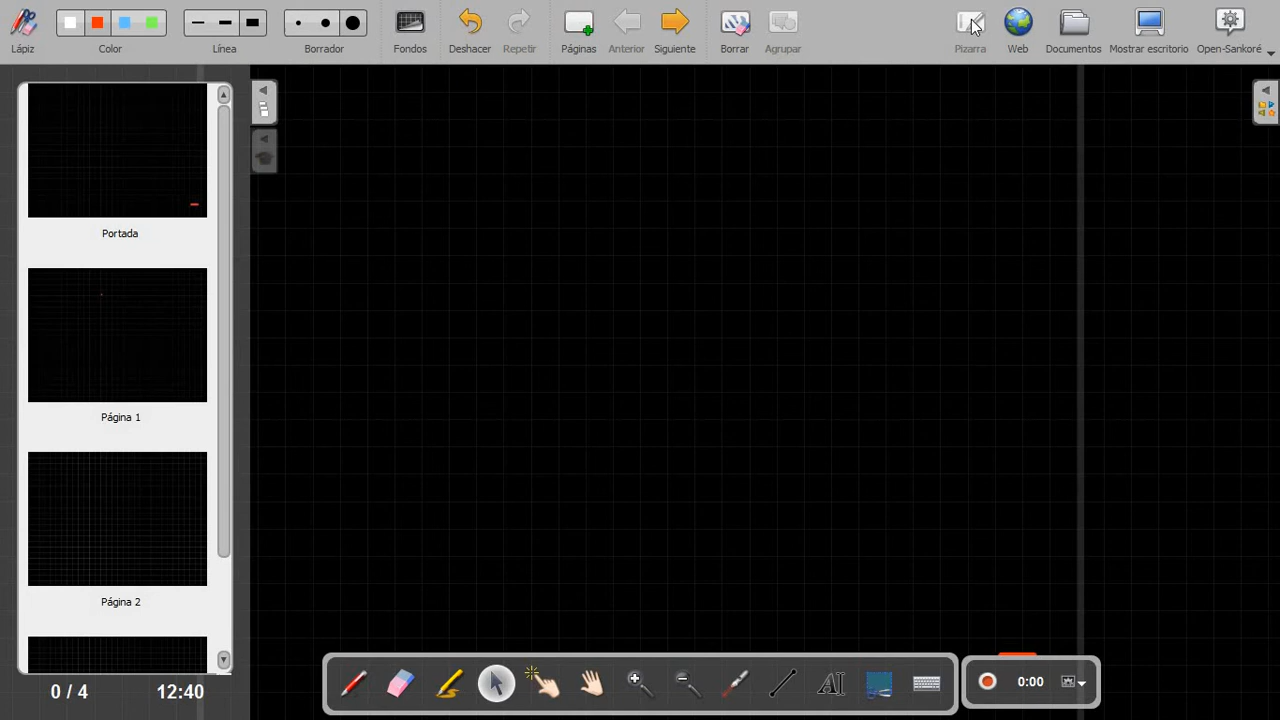 Lápiz Color Línea Borrador Fondos Deshacer Repetir Páginas Anterior Siguiente Borrar Agrupar Pizarra Web Documentos Mostrar escritorio Open-Sankoré
Portada
Página 1
Página 2
0 / 4 12:40
AI
0:00